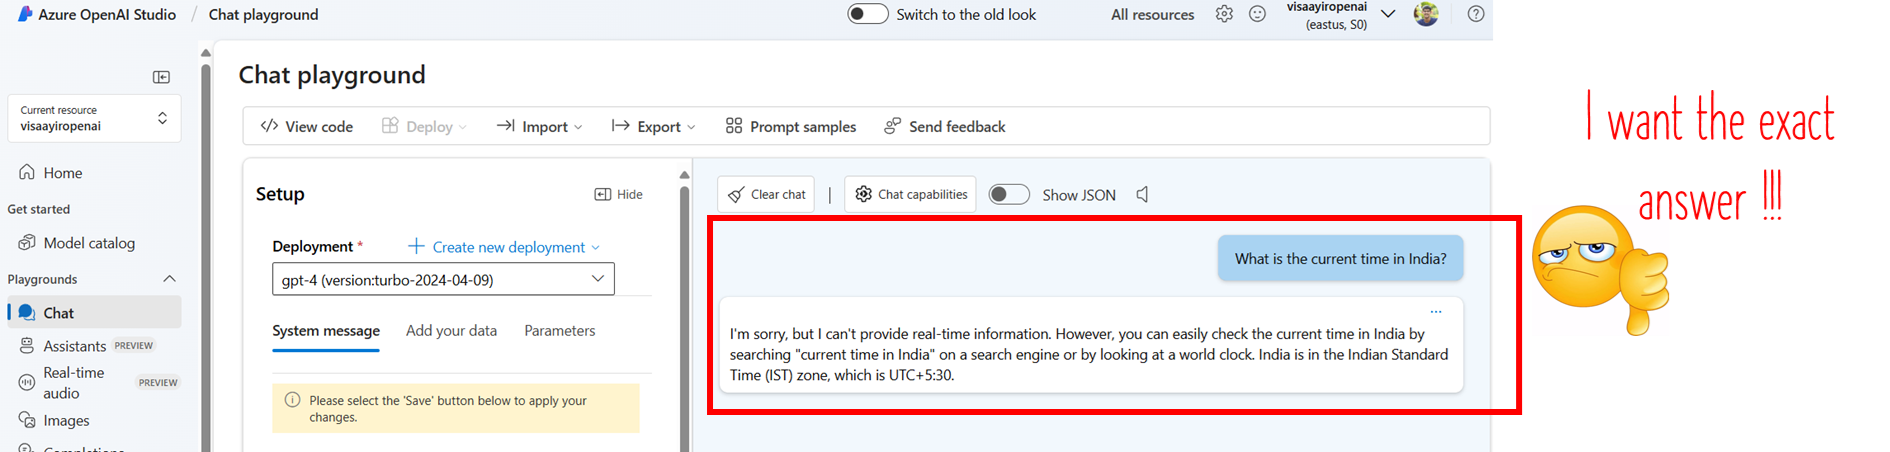 Azure OpenAI Studio / Chat playground
Switch to the old look
All resources
visaayiropenai
(eastus, S0)
Current resource
visaayiropenai
Home
Get started
Model catalog
Playgrounds
Chat
Assistants PREVIEW
Real-time
audio
PREVIEW
Images
Completions
Chat playground
View code
Deploy
Import
Export
Prompt samples
Send feedback
Setup
Hide
Deployment *
Create new deployment
gpt-4 (version:turbo-2024-04-09)
System message
Add your data
Parameters
Please select the 'Save' button below to apply your
changes.
Clear chat
|
Chat capabilities
Show JSON
What is the current time in India?
I'm sorry, but I can't provide real-time information. However, you can easily check the current time in India by
searching "current time in India" on a search engine or by looking at a world clock. India is in the Indian Standard
Time (IST) zone, which is UTC+5:30.
I want the exact
answer !!!